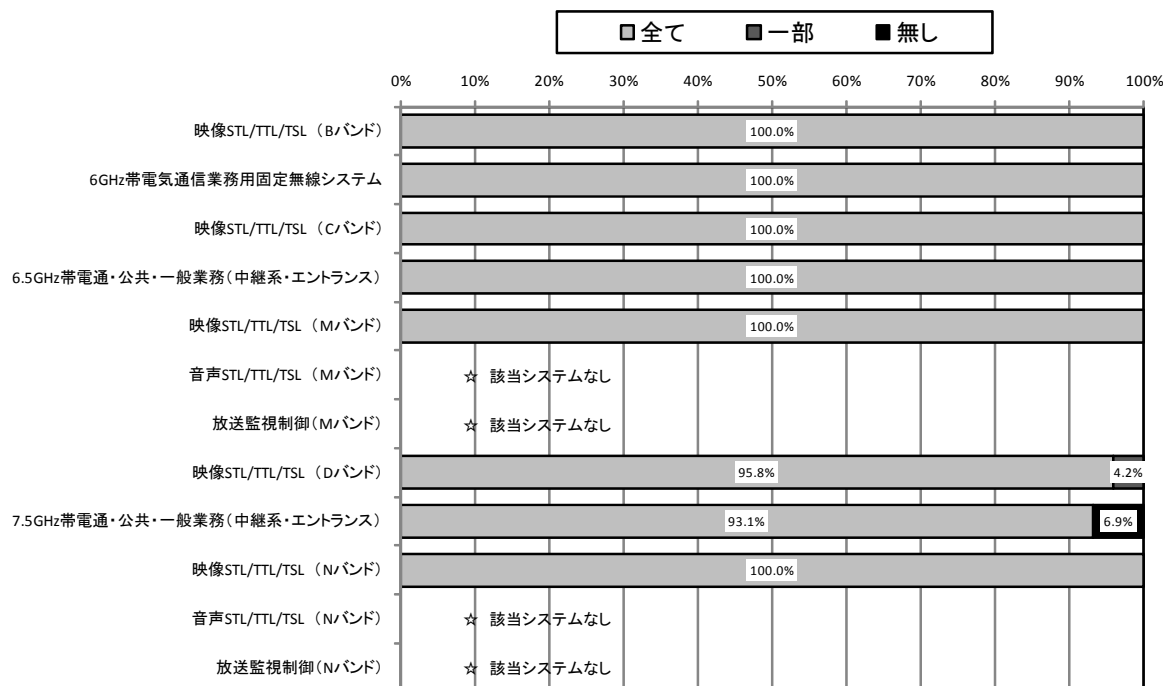 全て 一部 無し
0% 10% 20% 30% 40% 50% 60% 70% 80% 90% 100%
映像STL/TTL/TSL （Bバンド） 100.0%
6GHz帯電気通信業務用固定無線システム 100.0%
映像STL/TTL/TSL （Cバンド） 100.0%
6.5GHz帯電通・公共・一般業務（中継系・エントランス） 100.0%
映像STL/TTL/TSL （Mバンド） 100.0%
音声STL/TTL/TSL （Mバンド） ☆ 該当システムなし
放送監視制御（Mバンド） ☆ 該当システムなし
映像STL/TTL/TSL （Dバンド） 95.8% 4.2%
7.5GHz帯電通・公共・一般業務（中継系・エントランス） 93.1% 6.9%
映像STL/TTL/TSL （Nバンド） 100.0%
音声STL/TTL/TSL （Nバンド） ☆ 該当システムなし
放送監視制御（Nバンド） ☆ 該当システムなし